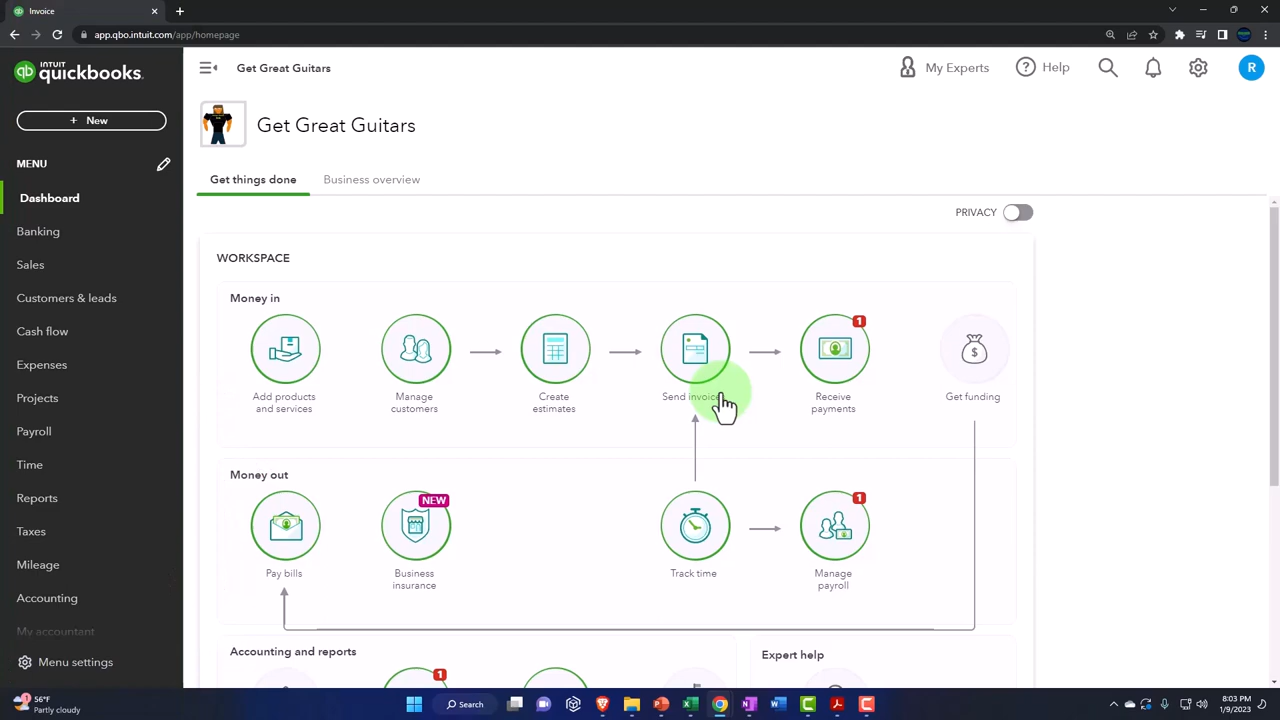 Invoice
app.qbo.intuit.com/app/homepage
INTUIT
quickbooks.
Get Great Guitars
My Experts
Help
R
+ New
MENU
Dashboard
Banking
Sales
Customers & leads
Cash flow
Expenses
Projects
Payroll
Time
Reports
Taxes
Mileage
Accounting
My accountant
Menu settings
Get Great Guitars
Get things done
Business overview
PRIVACY
WORKSPACE
Money in
1
Add products
and services
Manage
customers
Create
estimates
Send invoices
Receive
payments
Get funding
Money out
NEW
1
Pay bills
Business
insurance
Track time
Manage
payroll
Accounting and reports
1
Expert help
1
56°F
Partly cloudy
Search
8:03 PM
1/9/2023